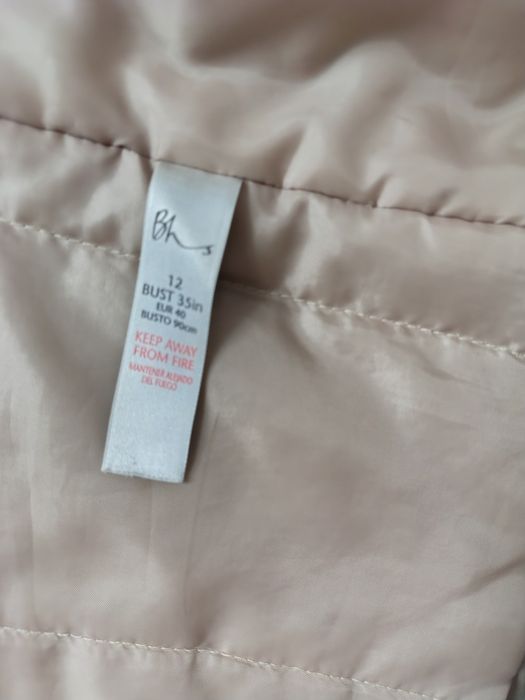 Bhs
12
BUST 35in
EUR 40
BUSTO 90cm
KEEP AWAY
FROM FIRE
MANTENER ALEJADO
DEL FUEGO